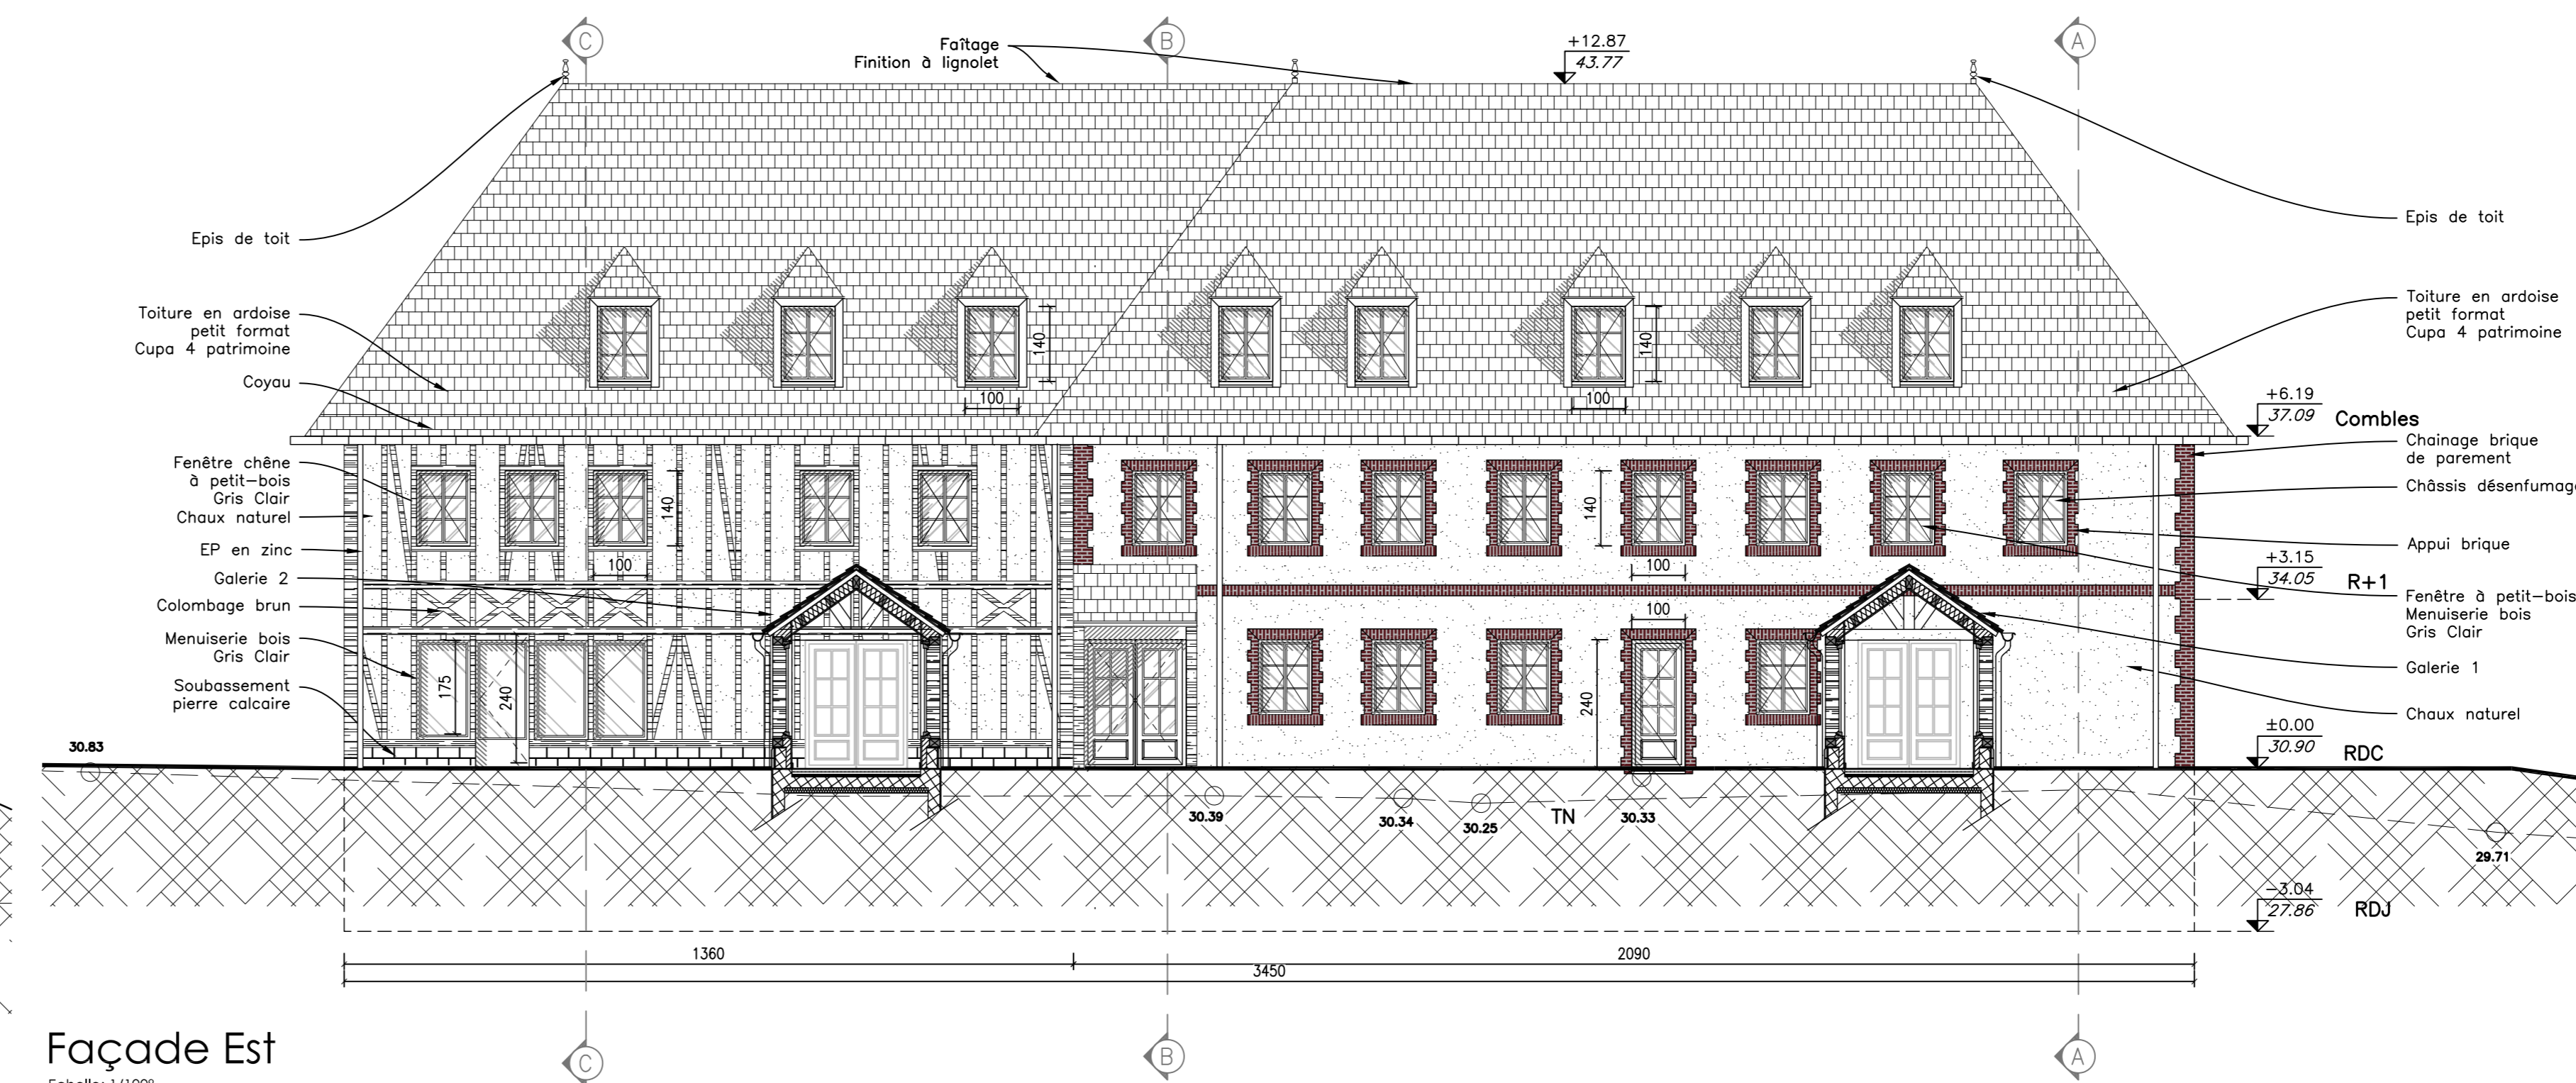 C
B
A
Faîtage
Finition à lignolet
+12.87
43.77
Epis de toit
Epis de toit
Toiture en ardoise
petit format
Cupa 4 patrimoine
Toiture en ardoise
petit format
Cupa 4 patrimoine
140
140
Coyau
100
100
+6.19
37.09
Combles
Chainage brique
de parement
Fenêtre chêne
à petit-bois
Gris Clair
Châssis désenfumage
140
140
Chaux naturel
EP en zinc
Appui brique
100
100
+3.15
34.05
R+1
Galerie 2
Colombage brun
Fenêtre à petit-bois
Menuiserie bois
Gris Clair
100
Menuiserie bois
Gris Clair
Galerie 1
175
240
240
Soubassement
pierre calcaire
Chaux naturel
30.83
±0.00
30.90
RDC
30.39
30.34
30.25
TN
30.33
29.71
-3.04
27.86
RDJ
1360
2090
3450
Façade Est
C
B
A